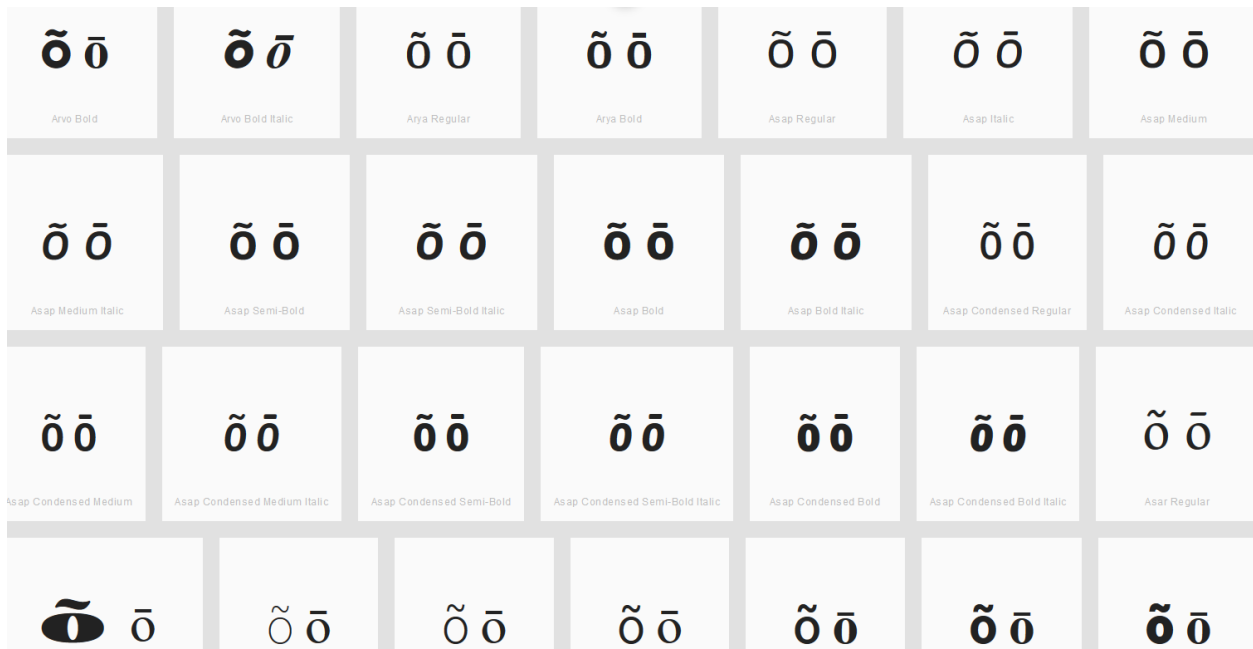 õ ō õ ō õ ō õ ō õ ō õ ō õ ō
Arvo Bold Arvo Bold Italic Arya Regular Arya Bold Asap Regular Asap Italic Asap Medium
õ ō õ ō õ ō õ ō õ ō õ ō õ ō
Asap Medium Italic Asap Semi-Bold Asap Semi-Bold Italic Asap Bold Asap Bold Italic Asap Condensed Regular Asap Condensed Italic
õ ō õ ō õ ō õ ō õ ō õ ō õ ō
Asap Condensed Medium Asap Condensed Medium Italic Asap Condensed Semi-Bold Asap Condensed Semi-Bold Italic Asap Condensed Bold Asap Condensed Bold Italic Asar Regular
õ ō õ ō õ ō õ ō õ ō õ ō õ ō